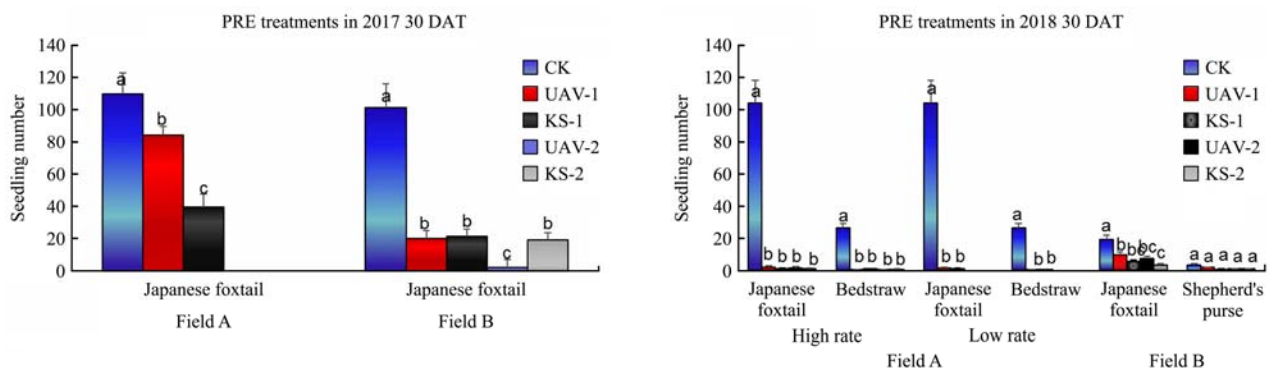 PRE treatments in 2017 30 DAT
Seedling number
140
120
100
80
60
40
20
0
a
b
c
a
b
b
c
b
CK
UAV-1
KS-1
UAV-2
KS-2
Japanese foxtail
Japanese foxtail
Field A
Field B
PRE treatments in 2018 30 DAT
Seedling number
140
120
100
80
60
40
20
0
a
b b b b
a
b b b b
a
b b
a
b b
a
b
bc
bc
c
a a a a a
CK
UAV-1
KS-1
UAV-2
KS-2
Japanese foxtail
Bedstraw
Japanese foxtail
Bedstraw
Japanese foxtail
Shepherd's purse
High rate
Low rate
Field A
Field B